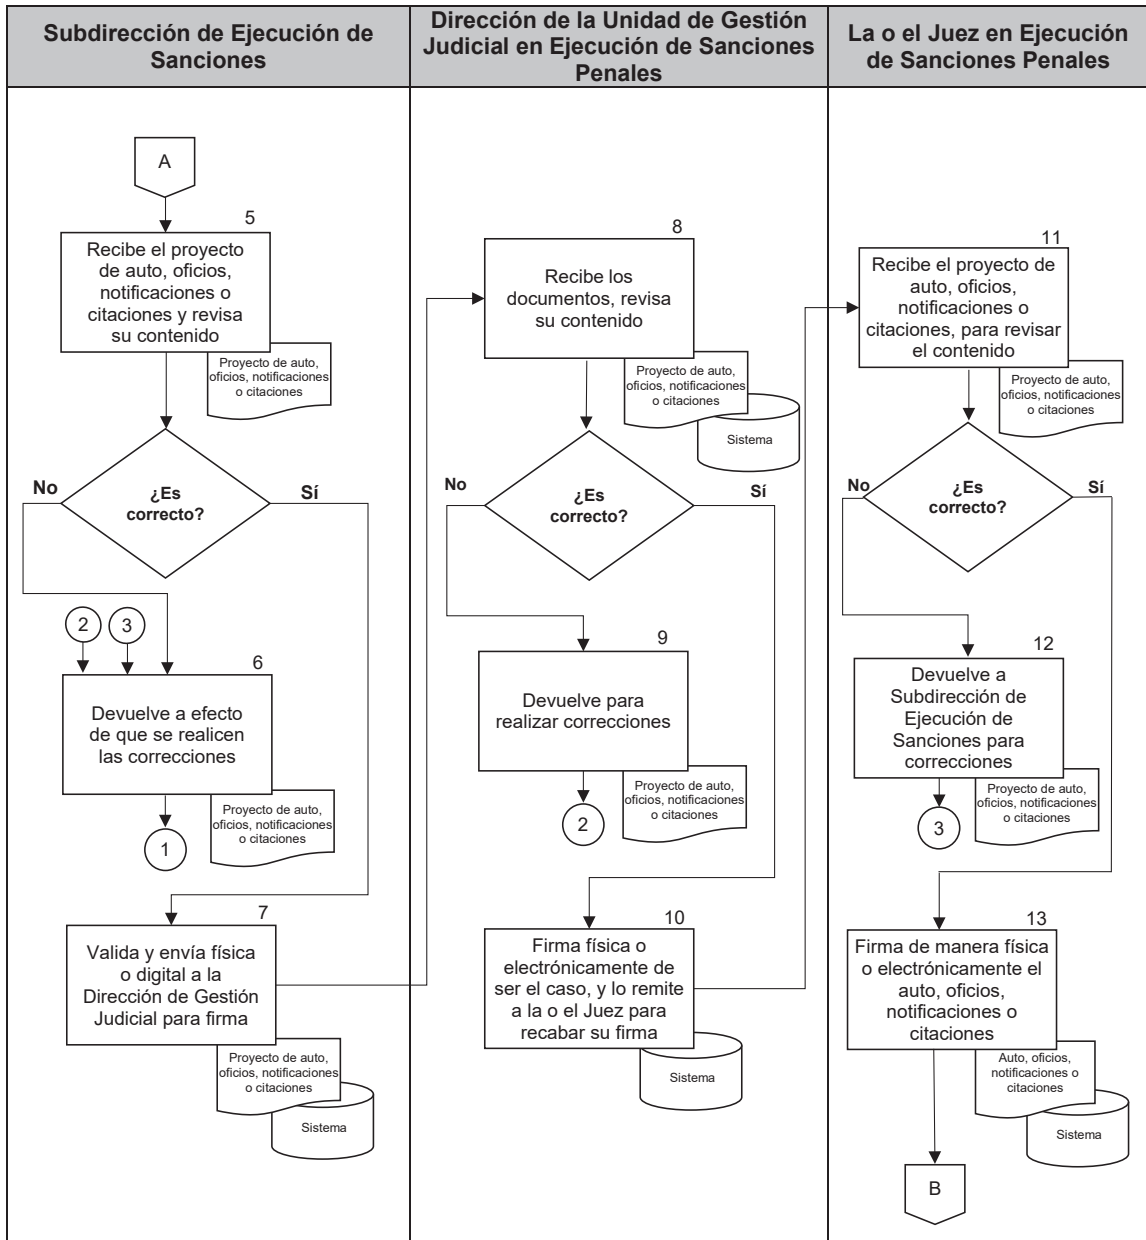 Subdirección de Ejecución de
Sanciones
Dirección de la Unidad de Gestión
Judicial en Ejecución de Sanciones
Penales
La o el Juez en Ejecución
de Sanciones Penales
A
5
Recibe el proyecto
de auto, oficios,
notificaciones o
citaciones y revisa
su contenido
Proyecto de auto,
oficios, notificaciones
o citaciones
No
¿Es
correcto?
Sí
2
3
6
Devuelve a efecto
de que se realicen
las correcciones
Proyecto de auto,
oficios, notificaciones
o citaciones
1
7
Valida y envía física
o digital a la
Dirección de Gestión
Judicial para firma
Proyecto de auto,
oficios, notificaciones
o citaciones
Sistema
8
Recibe los
documentos, revisa
su contenido
Proyecto de auto,
oficios, notificaciones
o citaciones
Sistema
No
¿Es
correcto?
Sí
9
Devuelve para
realizar correcciones
Proyecto de auto,
oficios, notificaciones
o citaciones
2
10
Firma física o
electrónicamente de
ser el caso, y lo remite
a la o el Juez para
recabar su firma
Sistema
11
Recibe el proyecto de
auto, oficios,
notificaciones o
citaciones, para revisar
el contenido
Proyecto de auto,
oficios, notificaciones
o citaciones
No
¿Es
correcto?
Sí
12
Devuelve a
Subdirección de
Ejecución de
Sanciones para
correcciones
Proyecto de auto,
oficios, notificaciones
o citaciones
3
13
Firma de manera física
o electrónicamente el
auto, oficios,
notificaciones o
citaciones
Auto, oficios,
notificaciones o
citaciones
Sistema
B